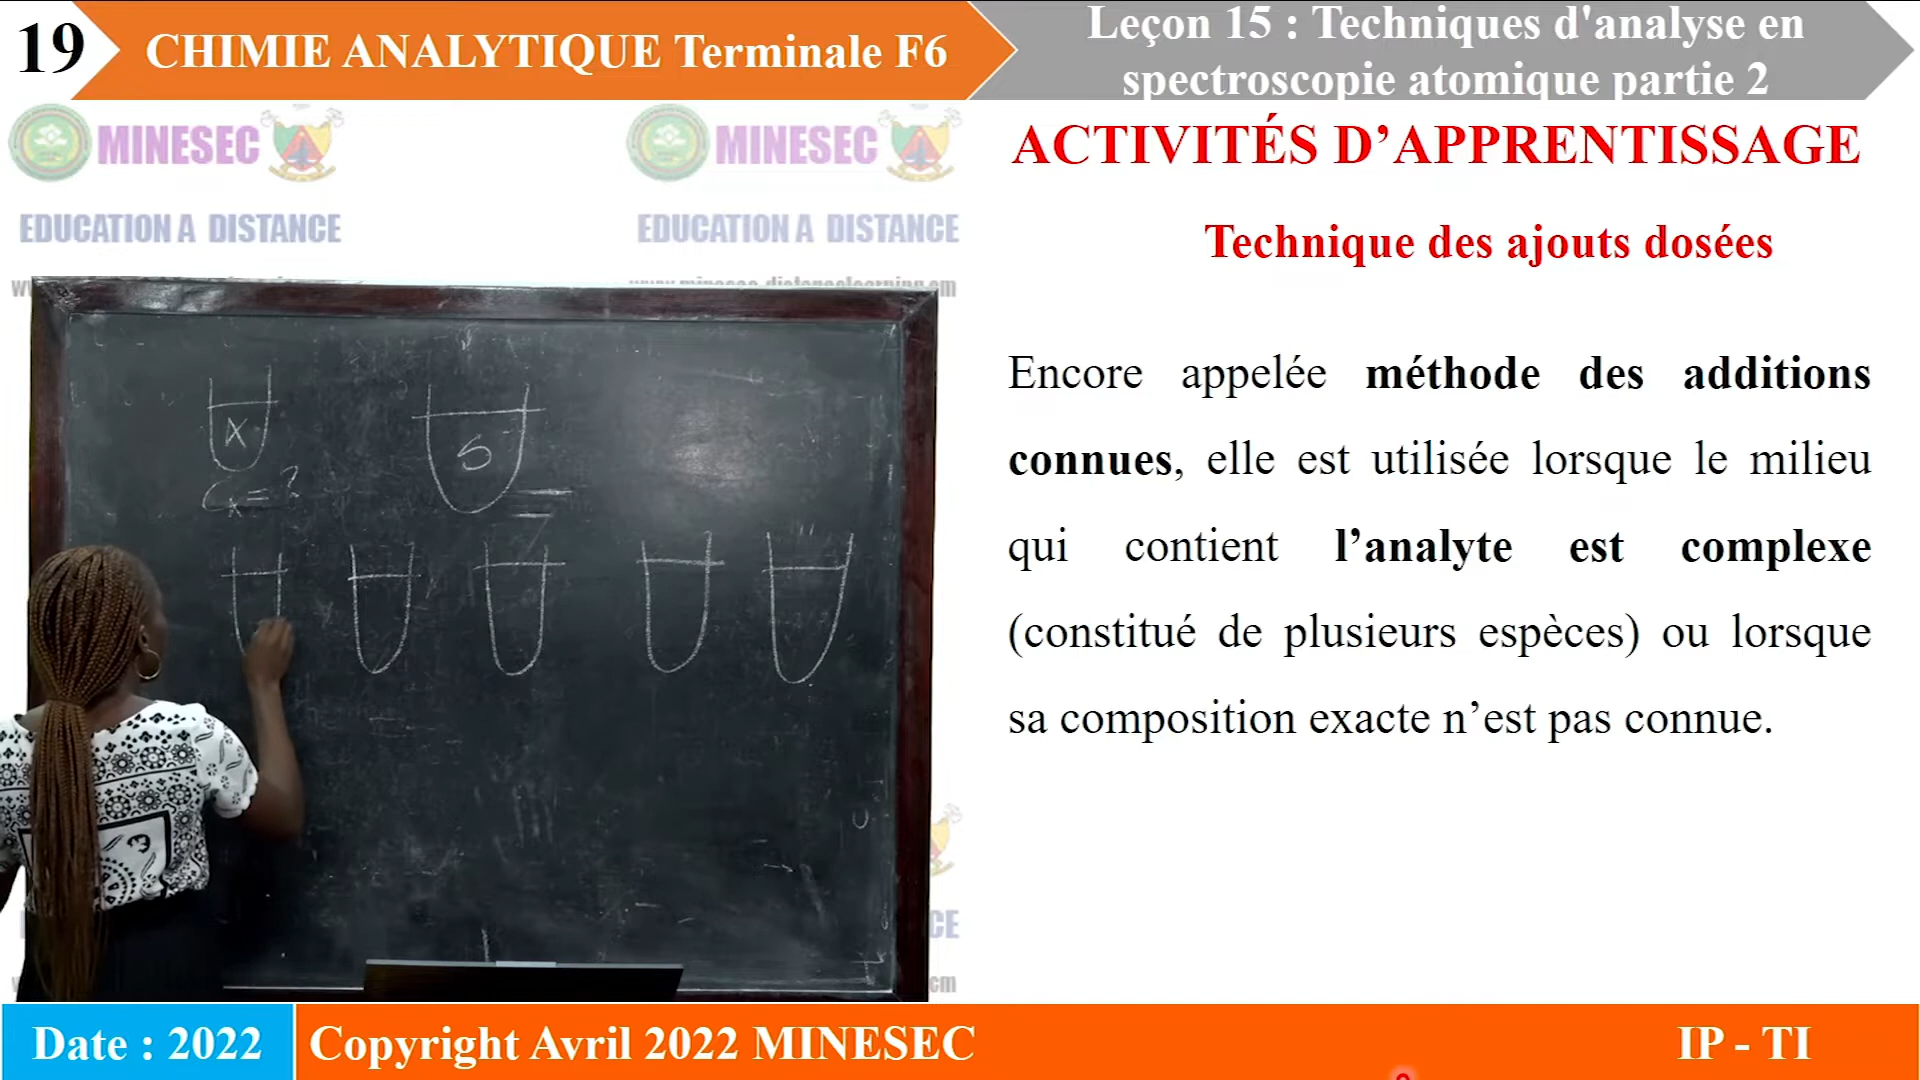 19
CHIMIE ANALYTIQUE Terminale F6
Leçon 15 : Techniques d'analyse en
spectroscopie atomique partie 2
MINESEC
MINESEC
EDUCATION A DISTANCE
EDUCATION A DISTANCE
ACTIVITÉS D’APPRENTISSAGE
Technique des ajouts dosées
Encore appelée méthode des additions
connues, elle est utilisée lorsque le milieu
qui contient l’analyte est complexe
(constitué de plusieurs espèces) ou lorsque
sa composition exacte n’est pas connue.
X
S
Cx = ?
Date : 2022
Copyright Avril 2022 MINESEC
IP - TI